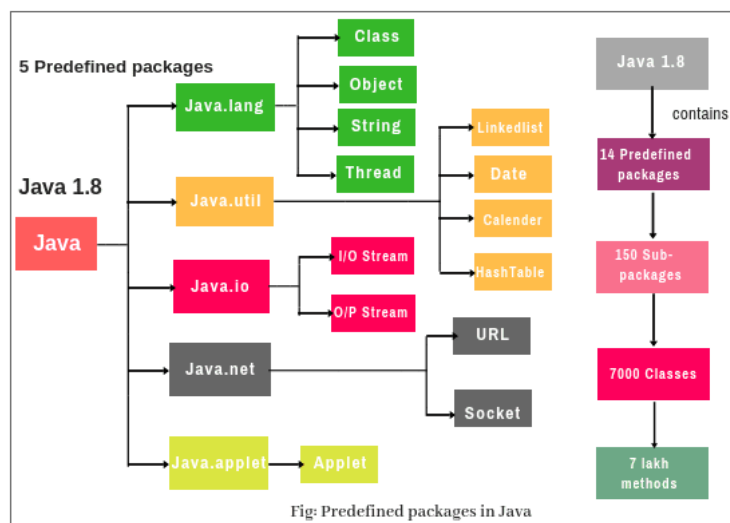 5 Predefined packages
Java 1.8
Java
Java.lang
Class
Object
String
Thread
Java.util
Linkedlist
Date
Calender
HashTable
Java.io
I/O Stream
O/P Stream
Java.net
URL
Socket
Java.applet
Applet
Java 1.8
contains
14 Predefined
packages
150 Sub-
packages
7000 Classes
7 lakh
methods
Fig: Predefined packages in Java